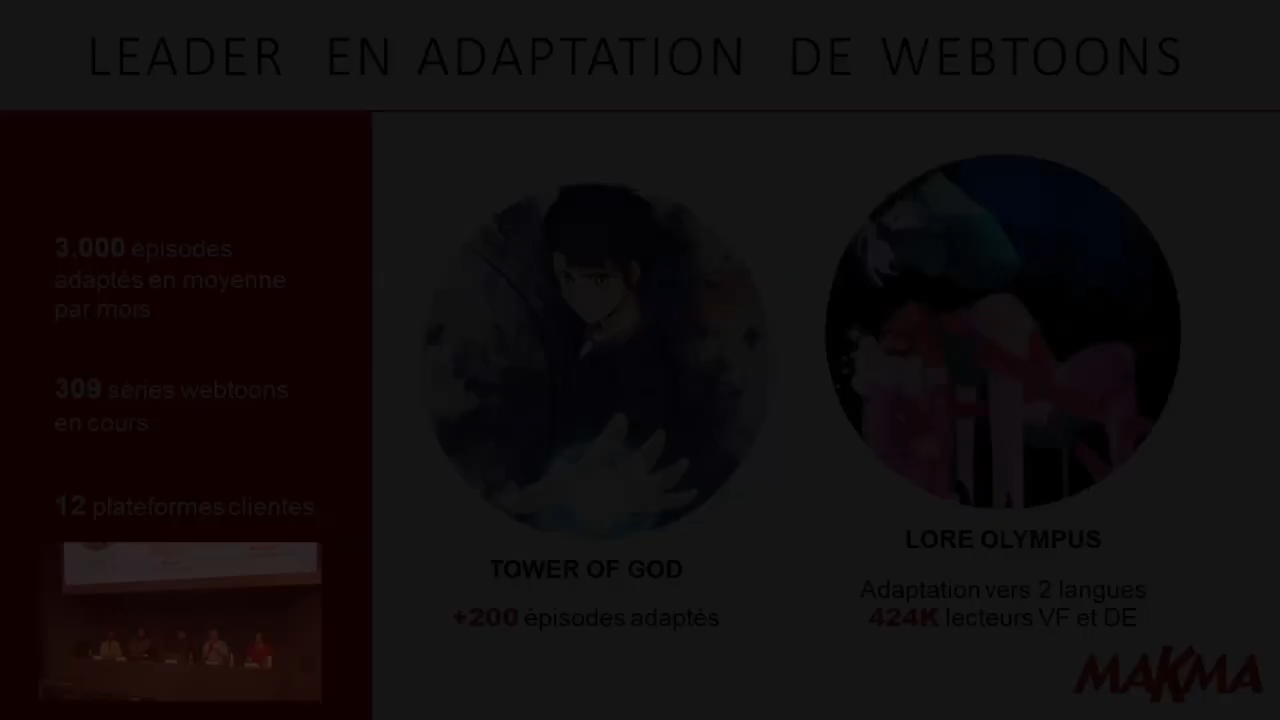 LEADER EN ADAPTATION DE WEBTOONS
3.000 épisodes
adaptés en moyenne
par mois
309 séries webtoons
en cours
12 plateformes clientes
TOWER OF GOD
+200 épisodes adaptés
LORE OLYMPUS
Adaptation vers 2 langues
424K lecteurs VF et DE
MAKMA